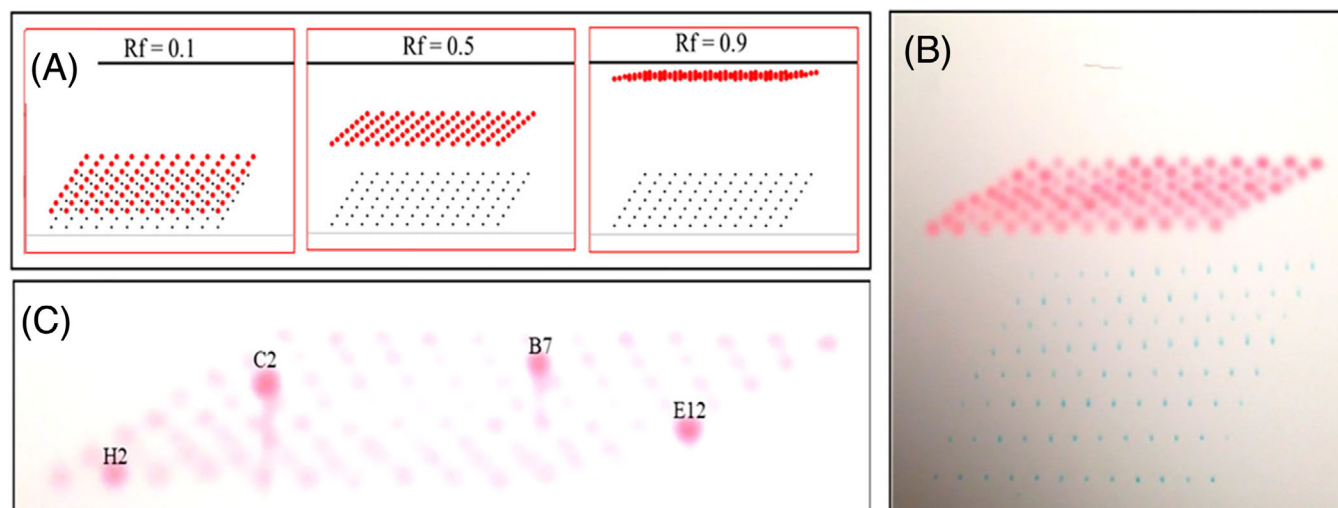 (A)
Rf = 0.1
Rf = 0.5
Rf = 0.9
(B)
(C)
C2
B7
E12
H2